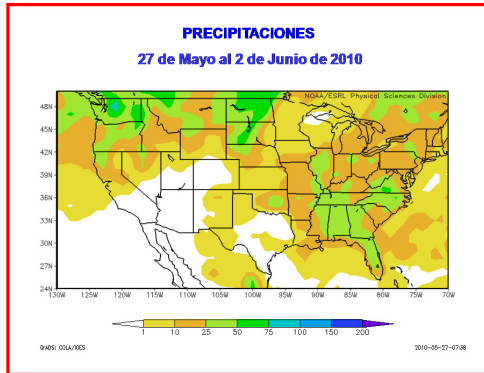 PRECIPITACIONES
27 de Mayo al 2 de Junio de 2010
NOAA/ESRL Physical Sciences Division
48N
45N
42N
39N
36N
33N
30N
27N
24N
130W 125W 120W 115W 110W 105W 100W 95W 90W 85W 80W 75W 70W
1 10 25 50 75 100 150 200
GrADS: COLA/IGES 2010-05-27-07:38